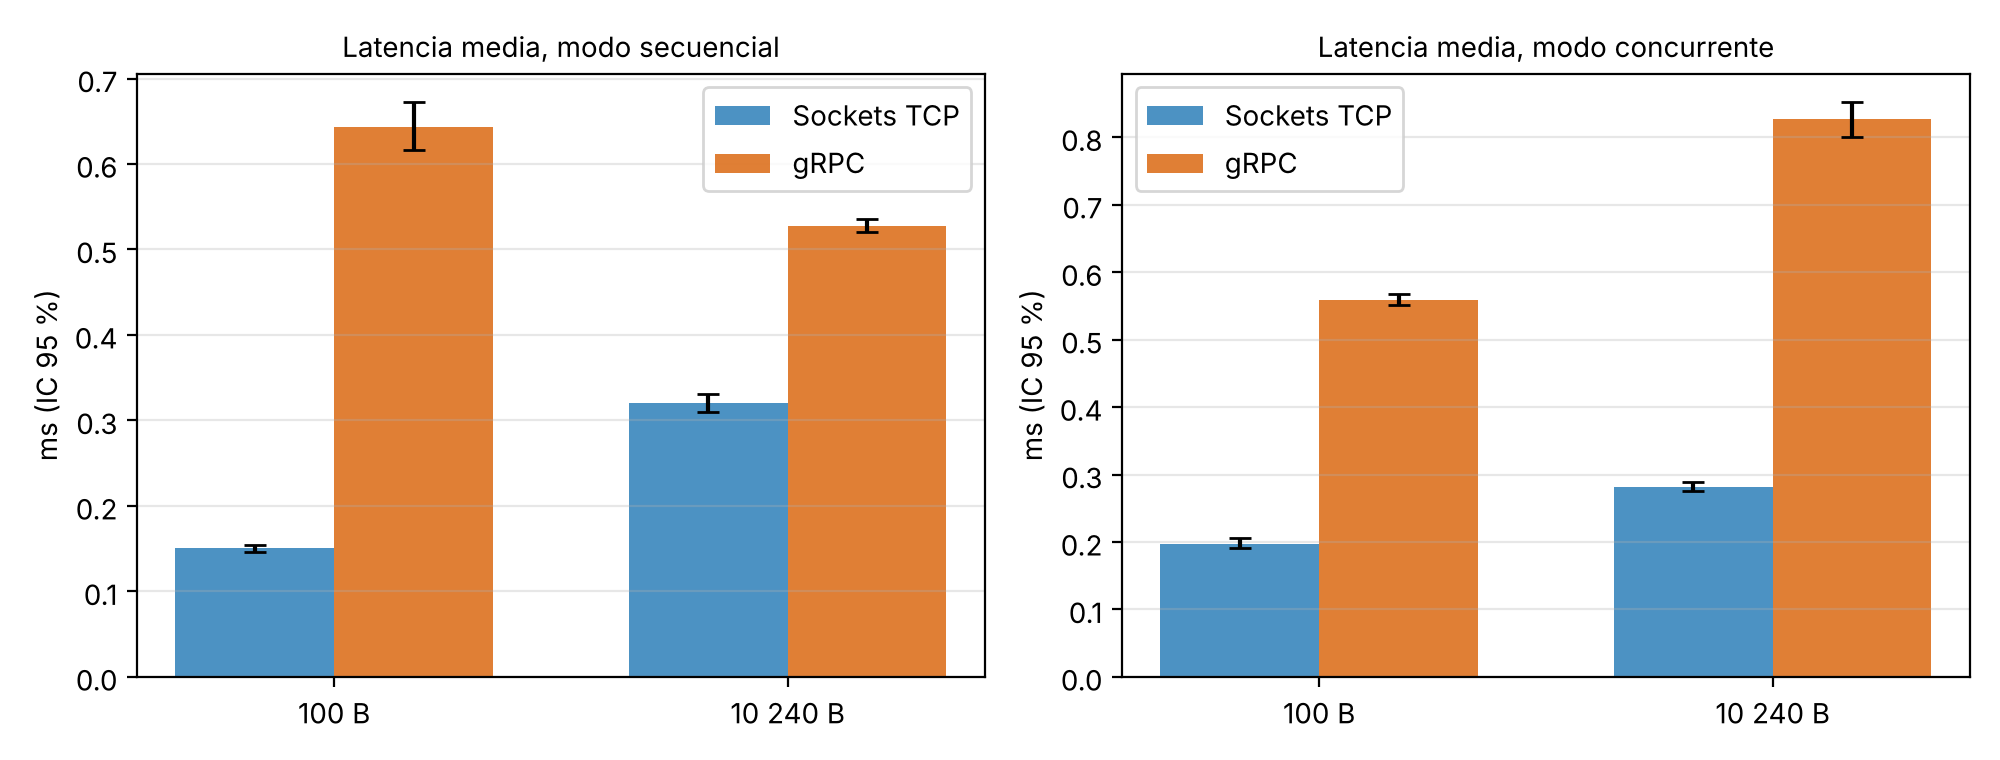 Latencia media, modo secuencial
0.7
0.6
0.5
0.4
0.3
0.2
0.1
0.0
ms (IC 95 %)
Sockets TCP
gRPC
100 B
10 240 B
Latencia media, modo concurrente
0.8
0.7
0.6
0.5
0.4
0.3
0.2
0.1
0.0
ms (IC 95 %)
Sockets TCP
gRPC
100 B
10 240 B